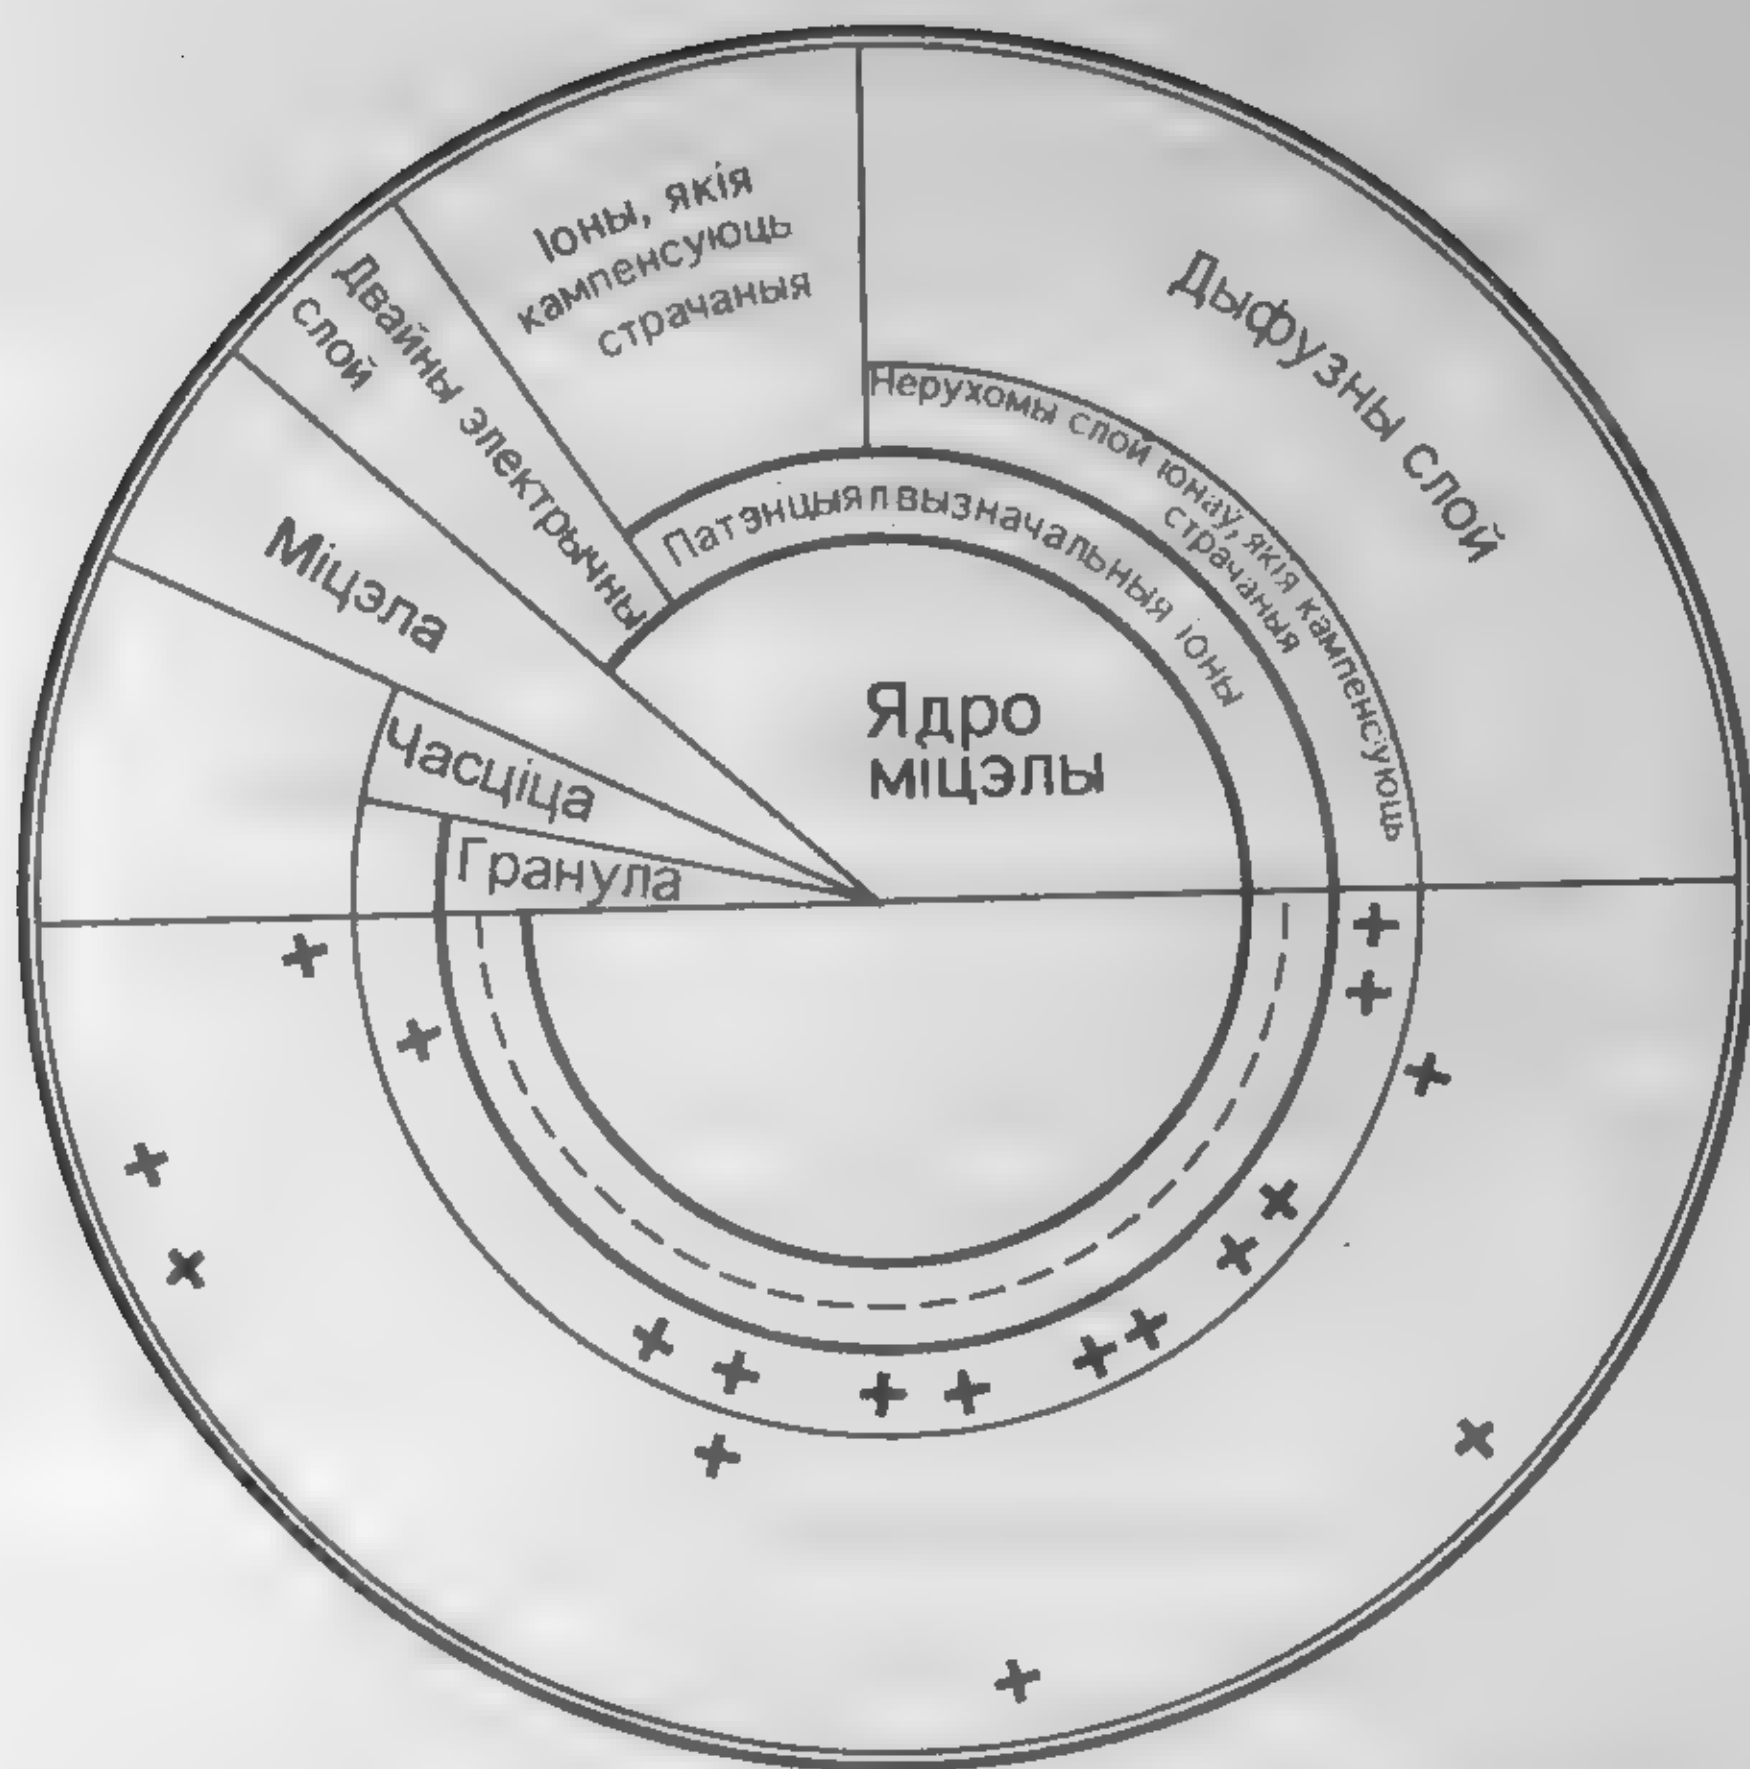 Іоны, якія
кампенсуюць
страчаныя
Двайны электрычны
слой
Міцэла
Часціца
Гранула
Дыфузны слой
Нерухомы слой іонаў, якія кампенсуюць
страчаныя
Патэнцыялвызначальныя іоны
Ядро
міцэлы